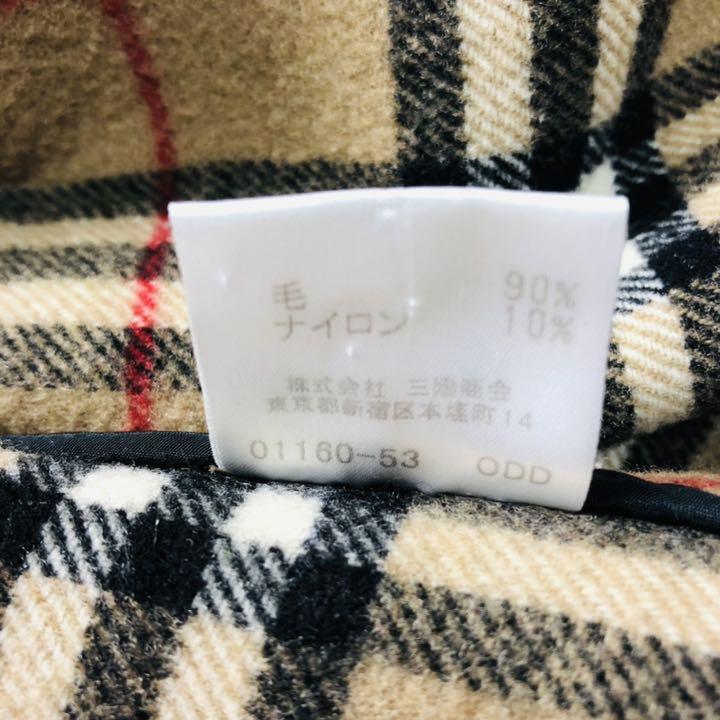 毛 90%
ナイロン 10%
株式会社 三陽商会
東京都新宿区本塩町14
01160-53 ODD